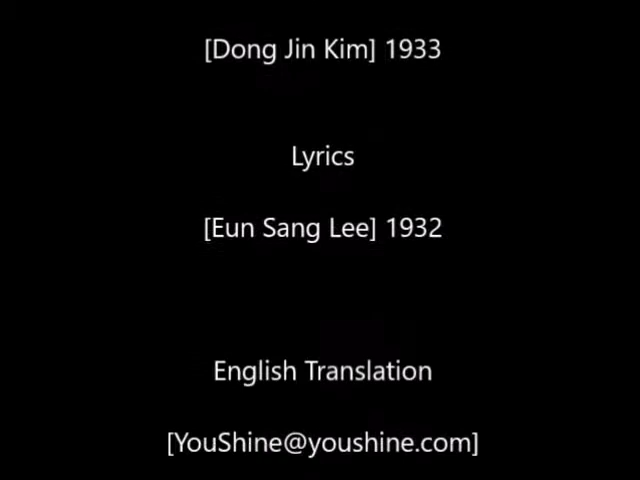 [Dong Jin Kim] 1933
Lyrics
[Eun Sang Lee] 1932
English Translation
[YouShine@youshine.com]